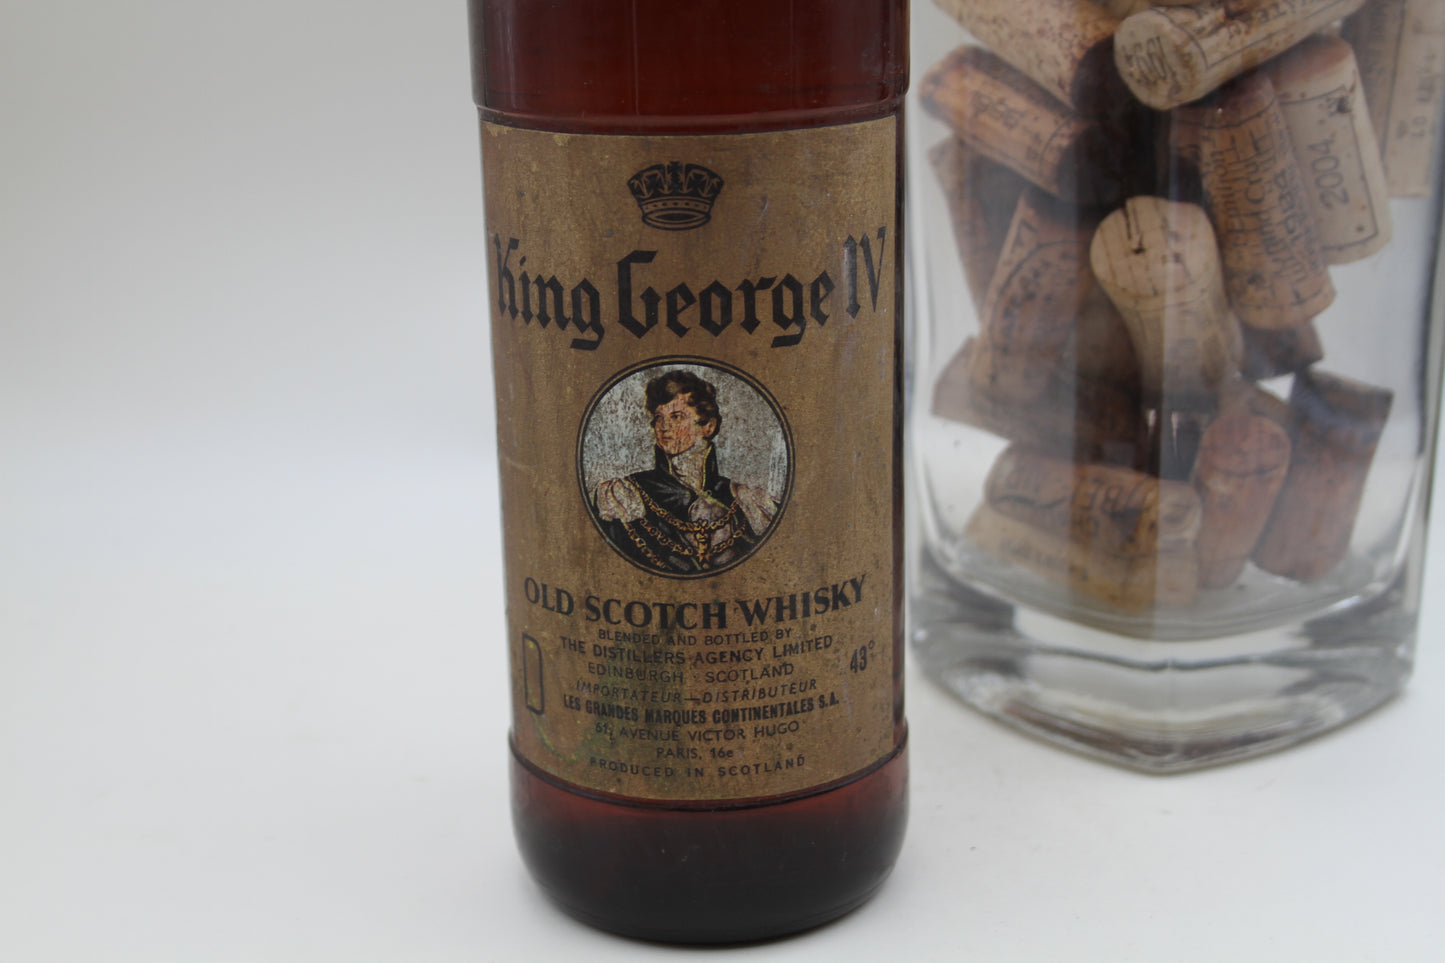 King George IV
OLD SCOTCH WHISKY
BLENDED AND BOTTLED BY
THE DISTILLERS AGENCY LIMITED
EDINBURGH SCOTLAND
43°
IMPORTATEUR—DISTRIBUTEUR
LES GRANDES MARQUES CONTINENTALES S.A.
AVENUE VICTOR HUGO
PARIS, 16e
PRODUCED IN SCOTLAND
2004